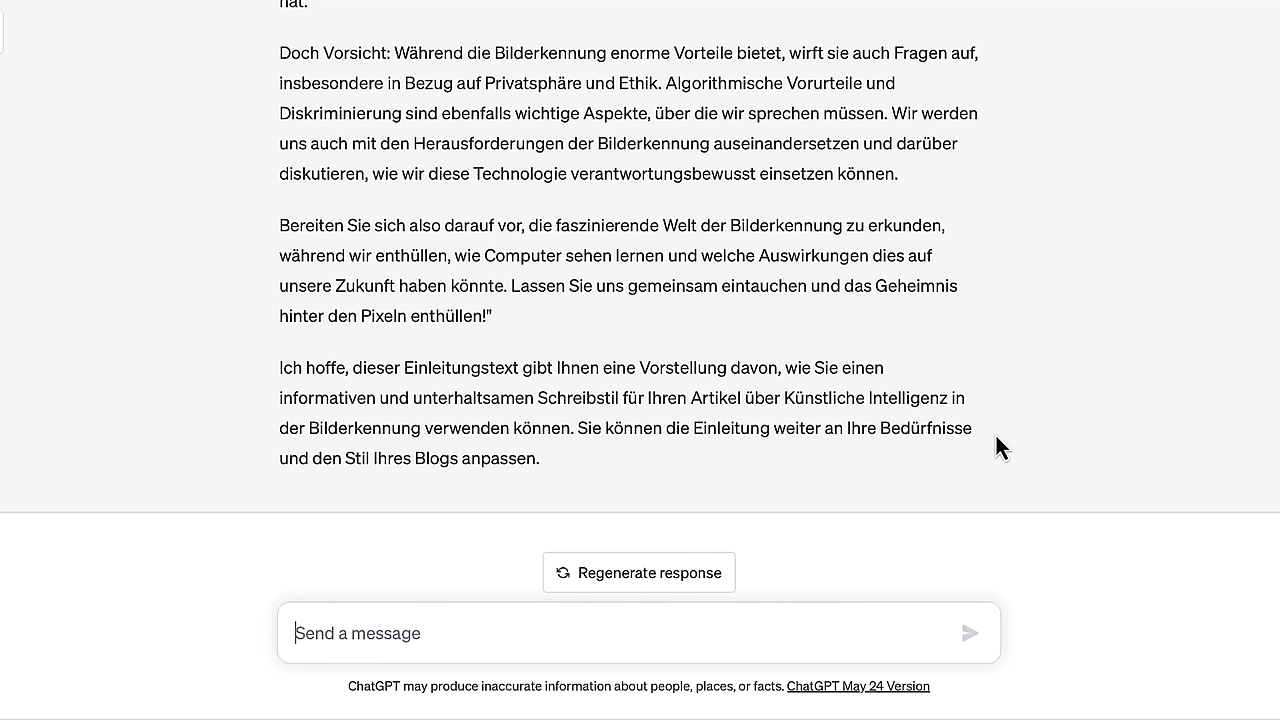 hat.
Doch Vorsicht: Während die Bilderkennung enorme Vorteile bietet, wirft sie auch Fragen auf,
insbesondere in Bezug auf Privatsphäre und Ethik. Algorithmische Vorurteile und
Diskriminierung sind ebenfalls wichtige Aspekte, über die wir sprechen müssen. Wir werden
uns auch mit den Herausforderungen der Bilderkennung auseinandersetzen und darüber
diskutieren, wie wir diese Technologie verantwortungsbewusst einsetzen können.
Bereiten Sie sich also darauf vor, die faszinierende Welt der Bilderkennung zu erkunden,
während wir enthüllen, wie Computer sehen lernen und welche Auswirkungen dies auf
unsere Zukunft haben könnte. Lassen Sie uns gemeinsam eintauchen und das Geheimnis
hinter den Pixeln enthüllen!"
Ich hoffe, dieser Einleitungstext gibt Ihnen eine Vorstellung davon, wie Sie einen
informativen und unterhaltsamen Schreibstil für Ihren Artikel über Künstliche Intelligenz in
der Bilderkennung verwenden können. Sie können die Einleitung weiter an Ihre Bedürfnisse
und den Stil Ihres Blogs anpassen.
Regenerate response
Send a message
ChatGPT may produce inaccurate information about people, places, or facts. ChatGPT May 24 Version